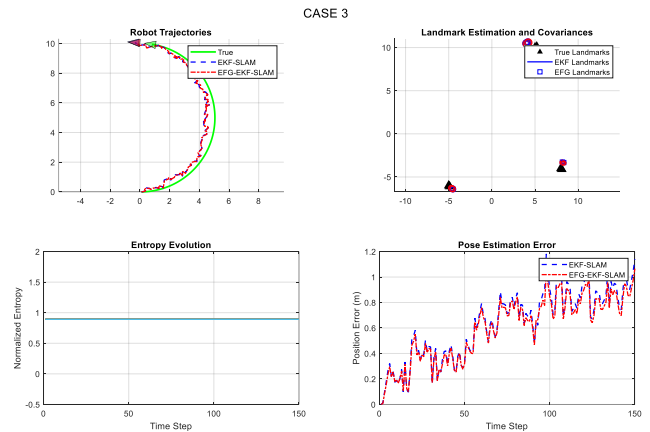 CASE 3
Robot Trajectories
10
8
6
4
2
0
-4
-2
0
2
4
6
8
True
EKF-SLAM
EFG-EKF-SLAM
Landmark Estimation and Covariances
10
5
0
-5
-10
-5
0
5
10
True Landmarks
EKF Landmarks
EFG Landmarks
Entropy Evolution
Normalized Entropy
2
1.5
1
0.5
0
-0.5
0
50
100
150
Time Step
Pose Estimation Error
Position Error (m)
1.2
1
0.8
0.6
0.4
0.2
0
0
50
100
150
Time Step
EKF-SLAM
EFG-EKF-SLAM